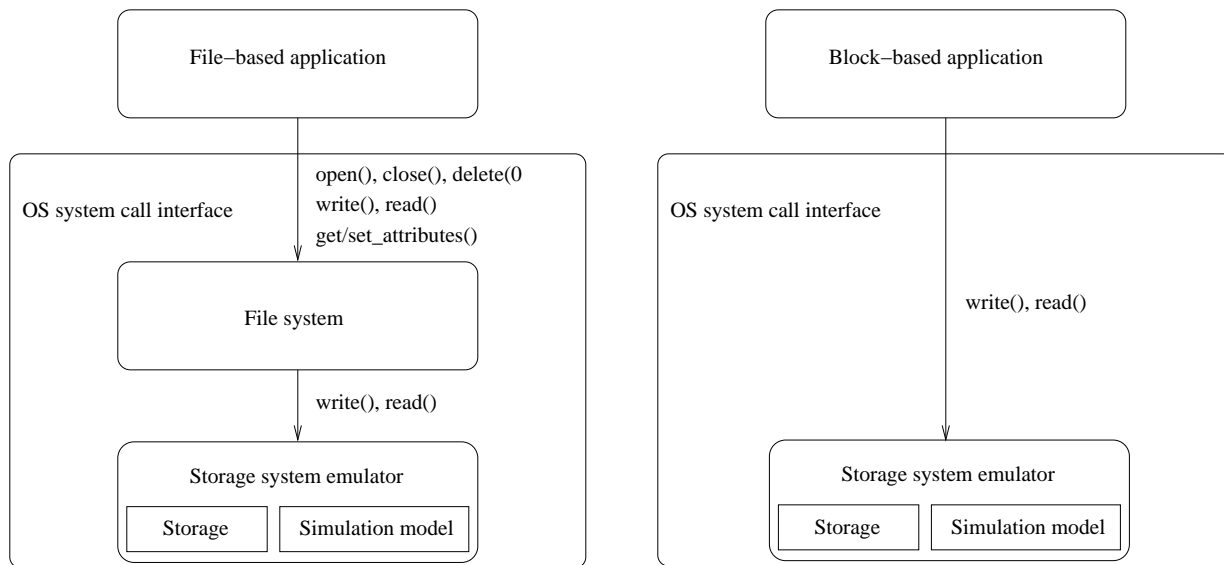 File−based application
open(), close(), delete(0
OS system call interface
write(), read()
get/set_attributes()
File system
write(), read()
Storage system emulator
Storage
Simulation model
Block−based application
OS system call interface
write(), read()
Storage system emulator
Storage
Simulation model